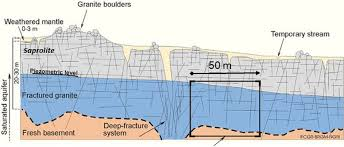 Granite boulders
Weathered mantle
0-3 m
Temporary stream
Saprolite
50 m
20-30 m
Piezometric level
Saturated aquifer
Fractured granite
Deep-fracture
system
Fresh basement